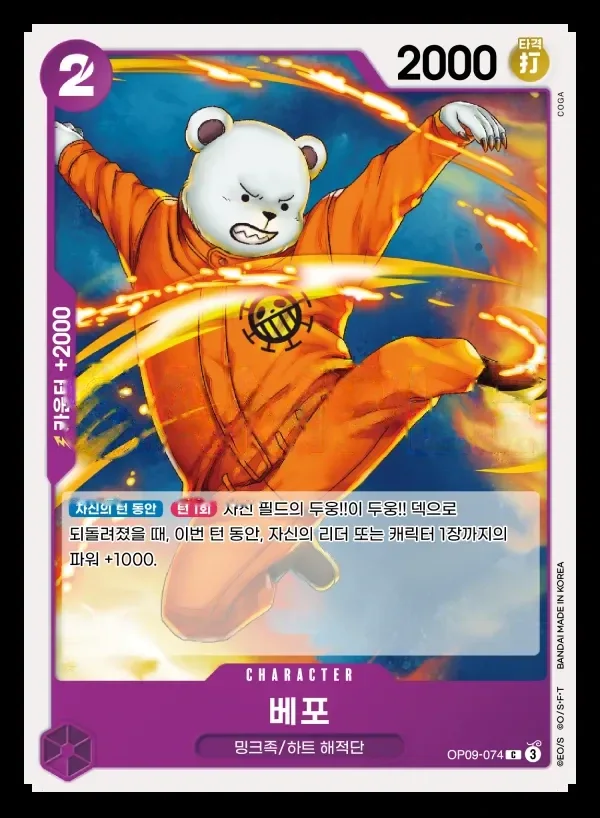 2
2000
타격
打
COGA
카운터 +2000
자신의 턴 동안 턴 1회 자신 필드의 두웅!!이 두웅!! 덱으로
되돌려졌을 때, 이번 턴 동안, 자신의 리더 또는 캐릭터 1장까지의
파워 +1000.
CHARACTER
베포
밍크족/하트 해적단
OP09-074 C 3
©EO/S ©O/S·F·T BANDAI MADE IN KOREA